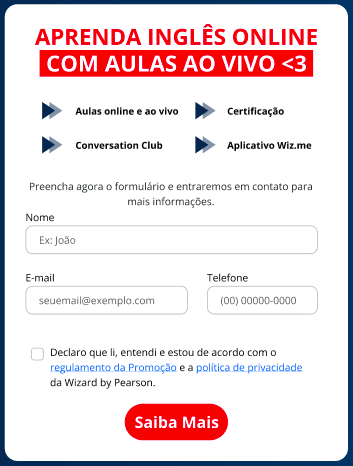 APRENDA INGLÊS ONLINE
COM AULAS AO VIVO <3
Aulas online e ao vivo
Certificação
Conversation Club
Aplicativo Wiz.me
Preencha agora o formulário e entraremos em contato para
mais informações.
Nome
Ex: João
E-mail
Telefone
seuemail@exemplo.com
(00) 00000-0000
Declaro que li, entendi e estou de acordo com o
regulamento da Promoção e a política de privacidade
da Wizard by Pearson.
Saiba Mais